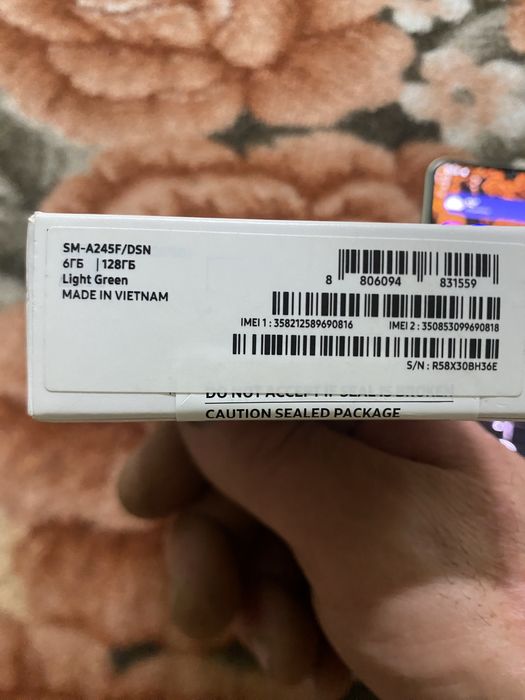 SM-A245F/DSN
6ГБ | 128ГБ
Light Green
MADE IN VIETNAM
8 806094 831559
IMEI 1 : 358212589690816 IMEI 2 : 350853099690818
S/N : R58X30BH36E
DO NOT ACCEPT IF SEAL IS BROKEN
CAUTION SEALED PACKAGE